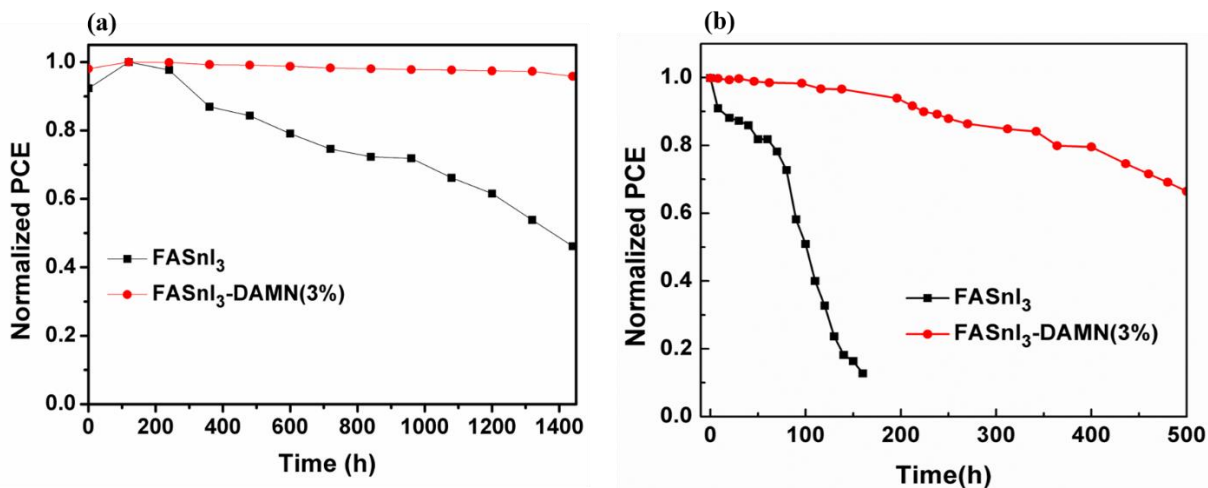 (a)
1.0
0.8
0.6
0.4
0.2
0.0
Normalized PCE
FASnI₃
FASnI₃-DAMN(3%)
0 200 400 600 800 1000 1200 1400
Time (h)
(b)
1.0
0.8
0.6
0.4
0.2
0.0
Normalized PCE
FASnI₃
FASnI₃-DAMN(3%)
0 100 200 300 400 500
Time(h)